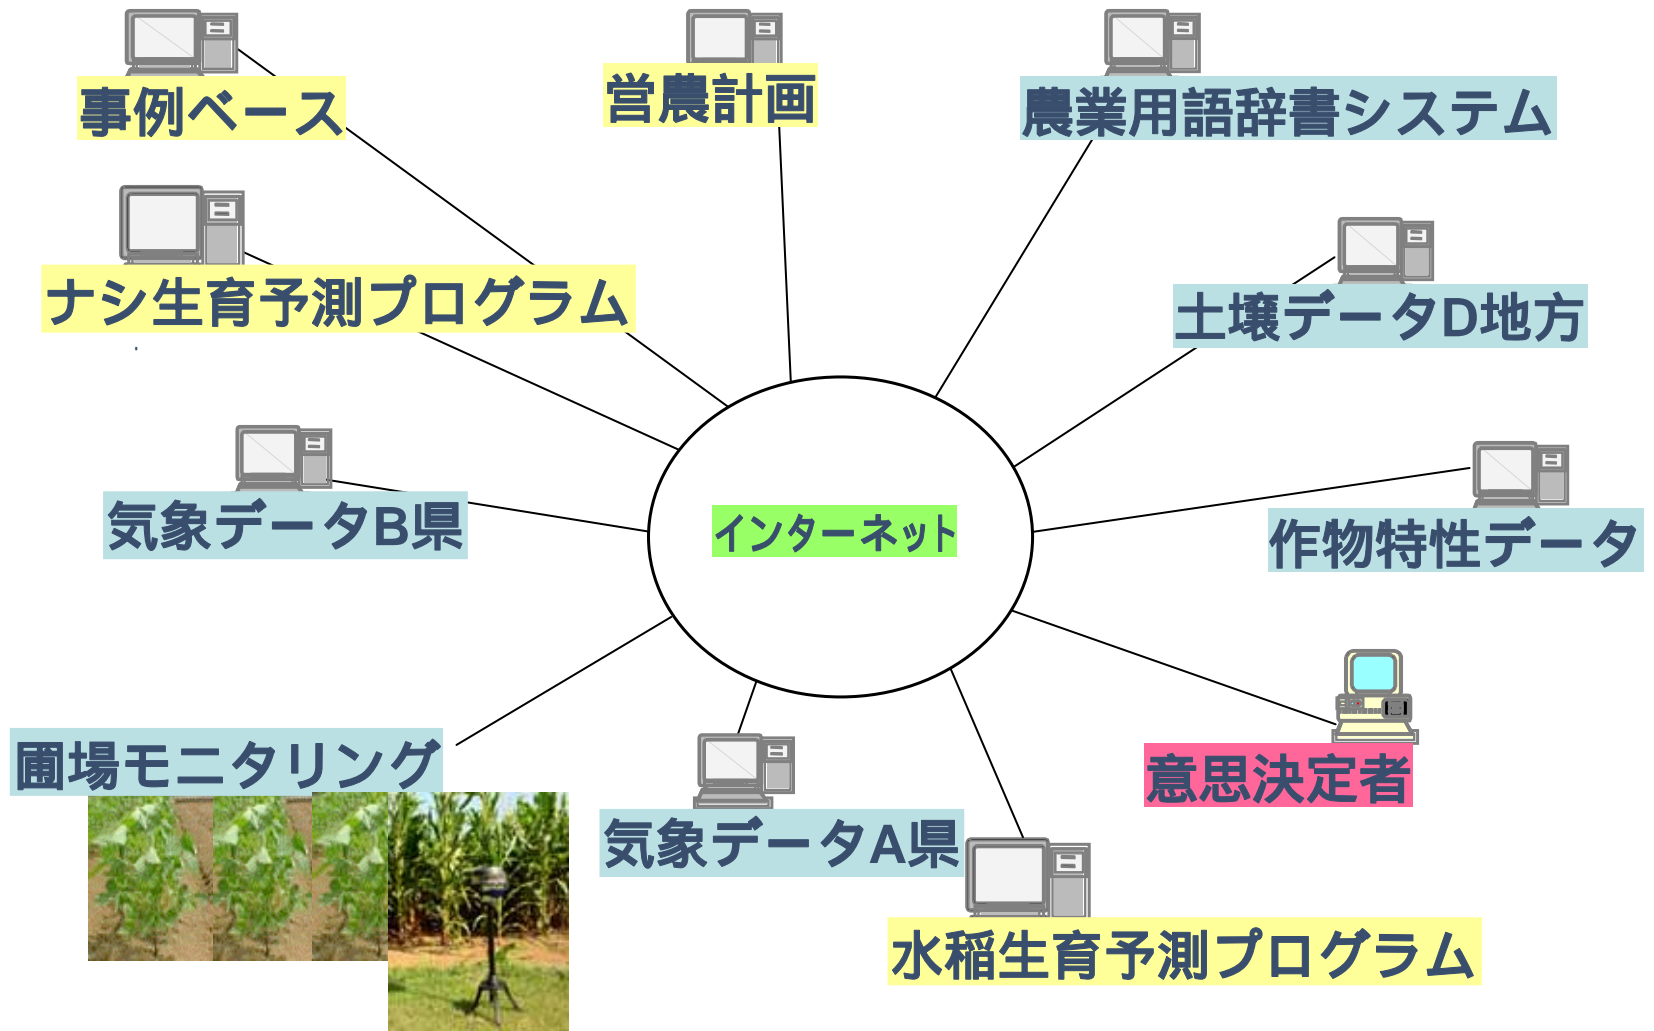 事例ベース
営農計画
農業用語辞書システム
ナシ生育予測プログラム
土壌データD地方
気象データB県
インターネット
作物特性データ
圃場モニタリング
意思決定者
気象データA県
水稲生育予測プログラム